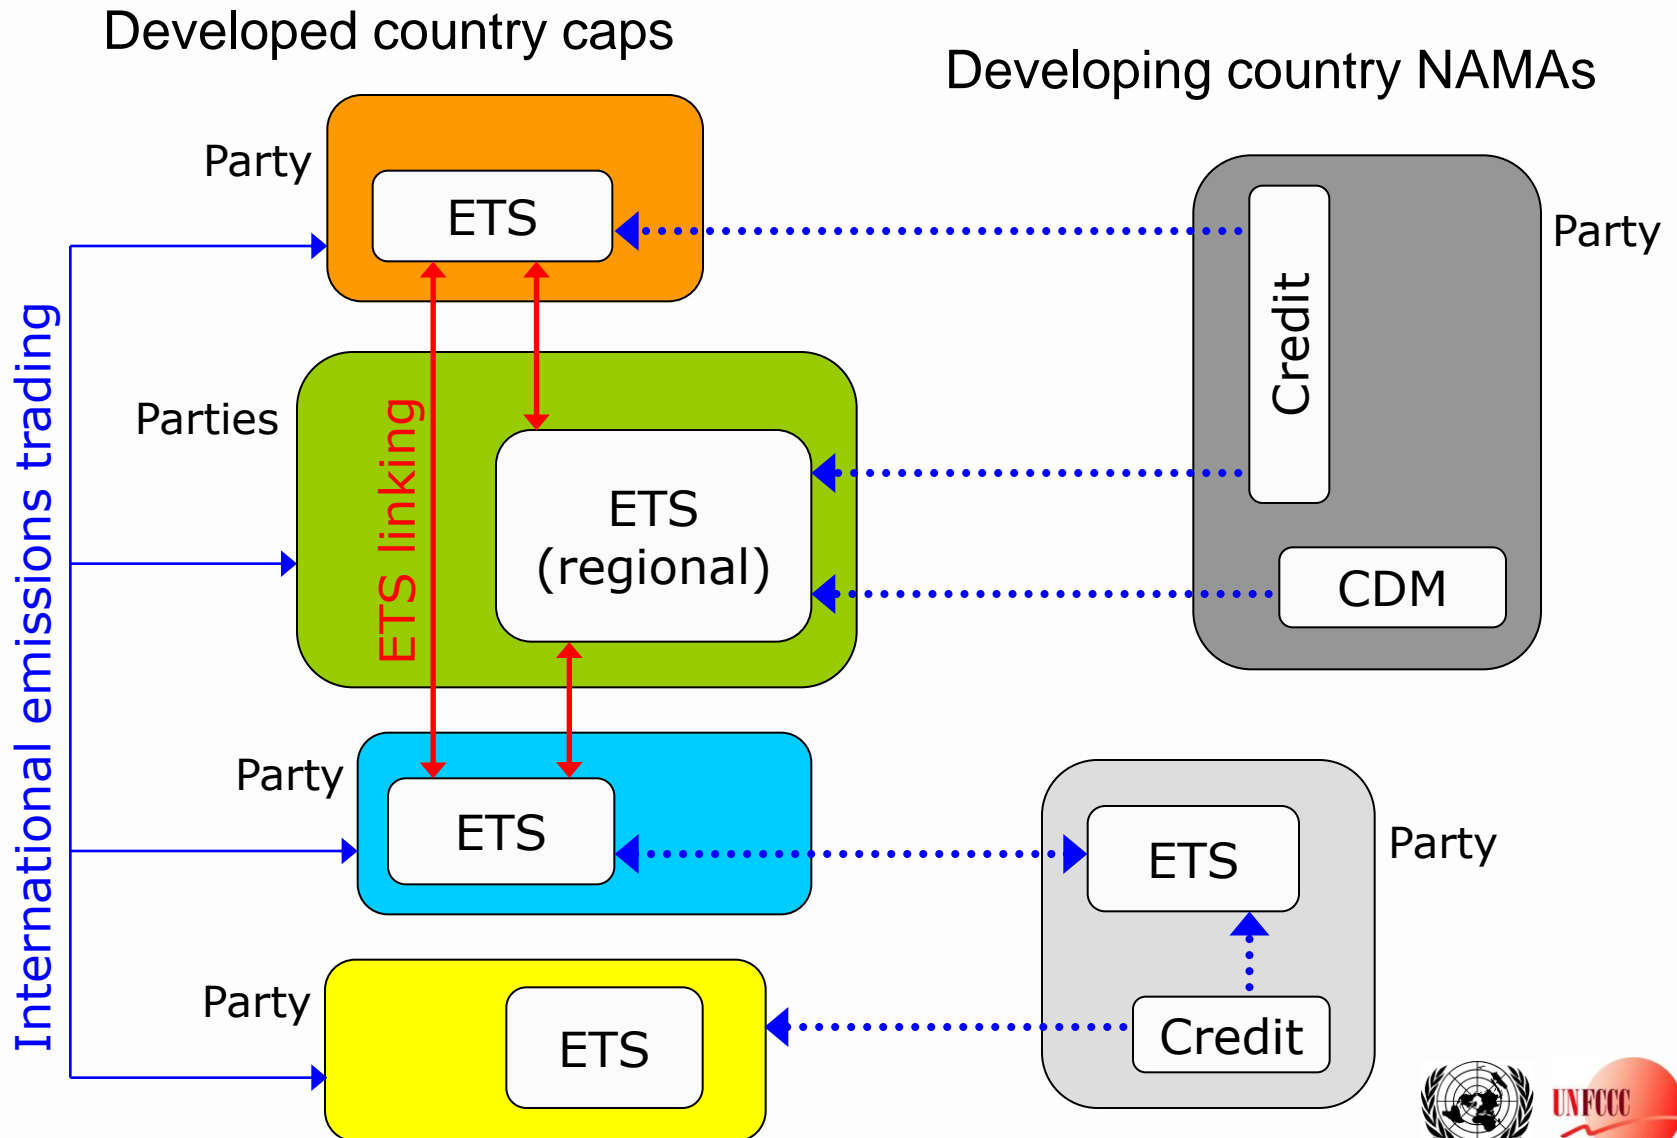 Developed country caps
Developing country NAMAs
Party
ETS
Party
Credit
International emissions trading
Parties
ETS linking
ETS
(regional)
CDM
Party
ETS
ETS
Party
Party
ETS
Credit
UNFCCC